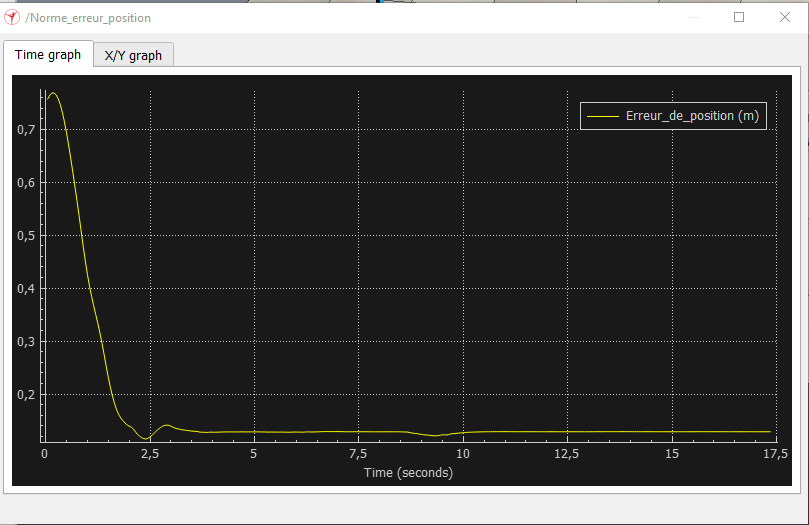 /Norme_erreur_position
Time graph
X/Y graph
Erreur_de_position (m)
0,7
0,6
0,5
0,4
0,3
0,2
0 2,5 5 7,5 10 12,5 15 17,5
Time (seconds)